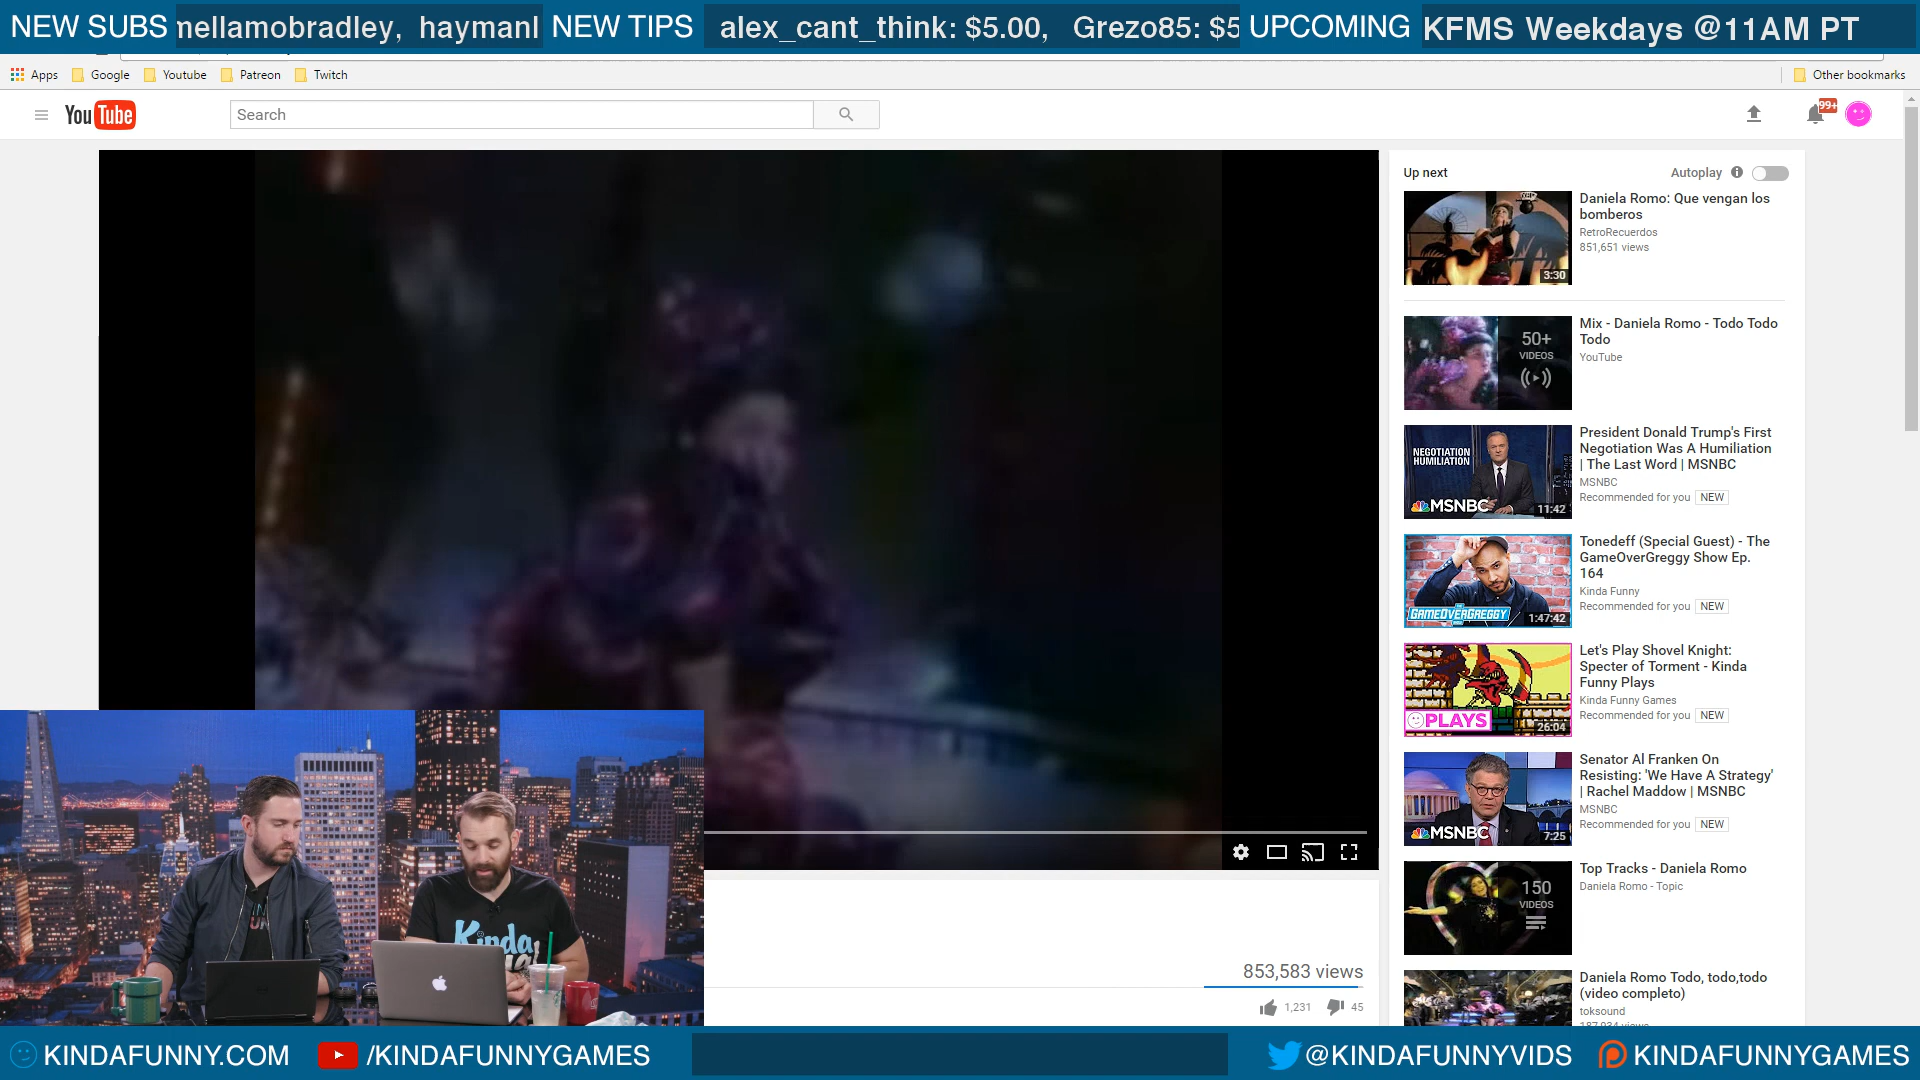 NEW SUBS
mellamobradley, haymanl
NEW TIPS
alex_cant_think: $5.00, Grezo85: $5
UPCOMING
KFMS Weekdays @11AM PT
Apps
Google
Youtube
Patreon
Twitch
Other bookmarks
YouTube
Search
99+
Up next
Autoplay
Daniela Romo: Que vengan los
bomberos
RetroRecuerdos
851,651 views
3:30
Mix - Daniela Romo - Todo Todo
Todo
YouTube
50+
VIDEOS
President Donald Trump's First
Negotiation Was A Humiliation
| The Last Word | MSNBC
MSNBC
Recommended for you NEW
NEGOTIATION
HUMILIATION
MSNBC
11:42
Tonedeff (Special Guest) - The
GameOverGreggy Show Ep.
164
Kinda Funny
Recommended for you NEW
GAMEOVERGREGGY
1:47:42
Let's Play Shovel Knight:
Specter of Torment - Kinda
Funny Plays
Kinda Funny Games
Recommended for you NEW
PLAYS
26:04
Senator Al Franken On
Resisting: 'We Have A Strategy'
| Rachel Maddow | MSNBC
MSNBC
Recommended for you NEW
MSNBC
7:25
Top Tracks - Daniela Romo
Daniela Romo - Topic
150
VIDEOS
Daniela Romo Todo, todo,todo
(video completo)
toksound
853,583 views
1,231
45
Kinda
KINDAFUNNY.COM
/KINDAFUNNYGAMES
@KINDAFUNNYVIDS
KINDAFUNNYGAMES